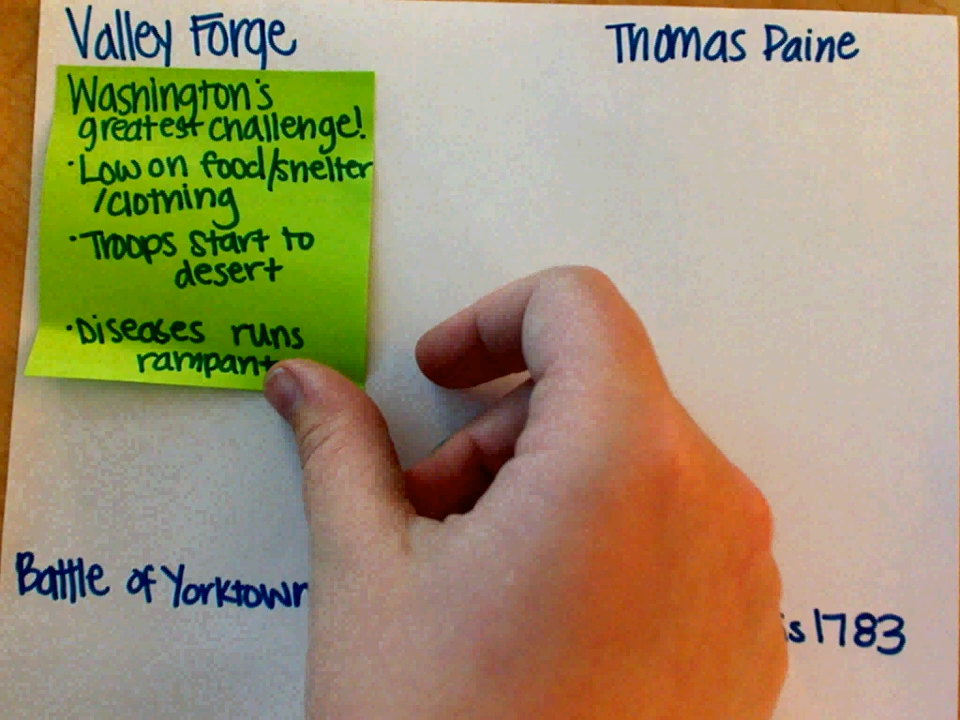 Valley Forge
Thomas Paine
Washington's
greatest challenge!
·Low on food/shelter
/clothing
·Troops start to
desert
·Diseases runs
rampant
Battle of Yorktown
is 1783